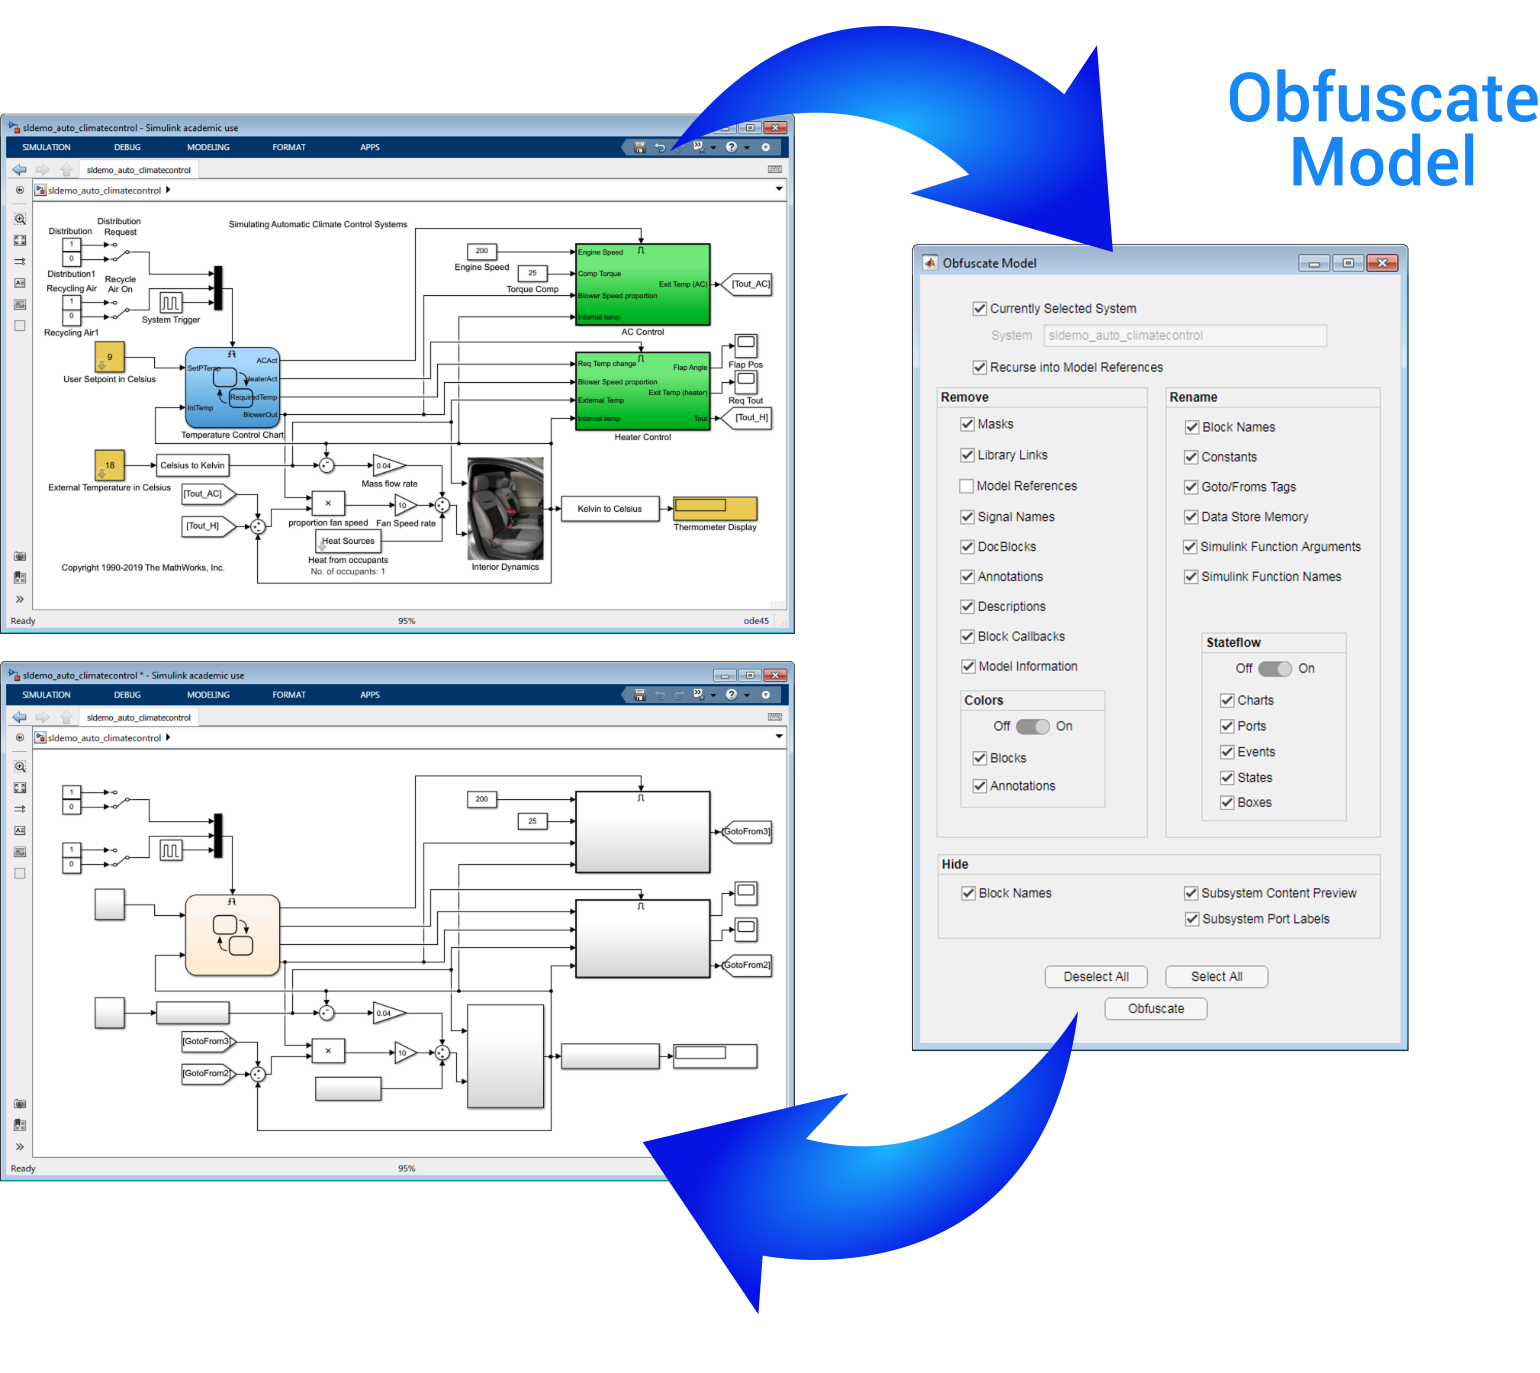 Obfuscate
Model
sldemo_auto_climatecontrol - Simulink academic use
SIMULATION DEBUG MODELING FORMAT APPS
sldemo_auto_climatecontrol
sldemo_auto_climatecontrol
Simulating Automatic Climate Control Systems
Distribution
Distribution
Request
1
0
Distribution1
Recycling Air
Recycle
Air On
1
0
Recycling Air1
System Trigger
9
User Setpoint in Celsius
SetPTemp
IntTemp
ACAct
HeaterAct
RequiredTemp
BlowerOut
Temperature Control Chart
200
Engine Speed
25
Torque Comp
Engine Speed
Comp Torque
Blower Speed proportion
Internal temp
Exit Temp (AC)
AC Control
[Tout_AC]
Req Temp change
Blower Speed proportion
External Temp
Internal temp
Flap Angle
Exit Temp (heater)
Tout
Heater Control
Flap Pos
Req Tout
[Tout_H]
18
External Temperature in Celsius
Celsius to Kelvin
0.04
Mass flow rate
[Tout_AC]
[Tout_H]
×
proportion fan speed
10
Fan Speed rate
Heat Sources
Heat from occupants
No. of occupants: 1
Interior Dynamics
Kelvin to Celsius
Thermometer Display
Copyright 1990-2019 The MathWorks, Inc.
Ready 95% ode45
Obfuscate Model
Currently Selected System
System sldemo_auto_climatecontrol
Recurse into Model References
Remove
Masks
Library Links
Model References
Signal Names
DocBlocks
Annotations
Descriptions
Block Callbacks
Model Information
Colors
Off On
Blocks
Annotations
Rename
Block Names
Constants
Goto/Froms Tags
Data Store Memory
Simulink Function Arguments
Simulink Function Names
Stateflow
Off On
Charts
Ports
Events
States
Boxes
Hide
Block Names
Subsystem Content Preview
Subsystem Port Labels
Deselect All Select All
Obfuscate
sldemo_auto_climatecontrol * - Simulink academic use
SIMULATION DEBUG MODELING FORMAT APPS
sldemo_auto_climatecontrol
sldemo_auto_climatecontrol
1
0
1
0
200
25
[GotoFrom3]
[GotoFrom2]
0.04
[GotoFrom3]
[GotoFrom2]
×
10
Ready 95%